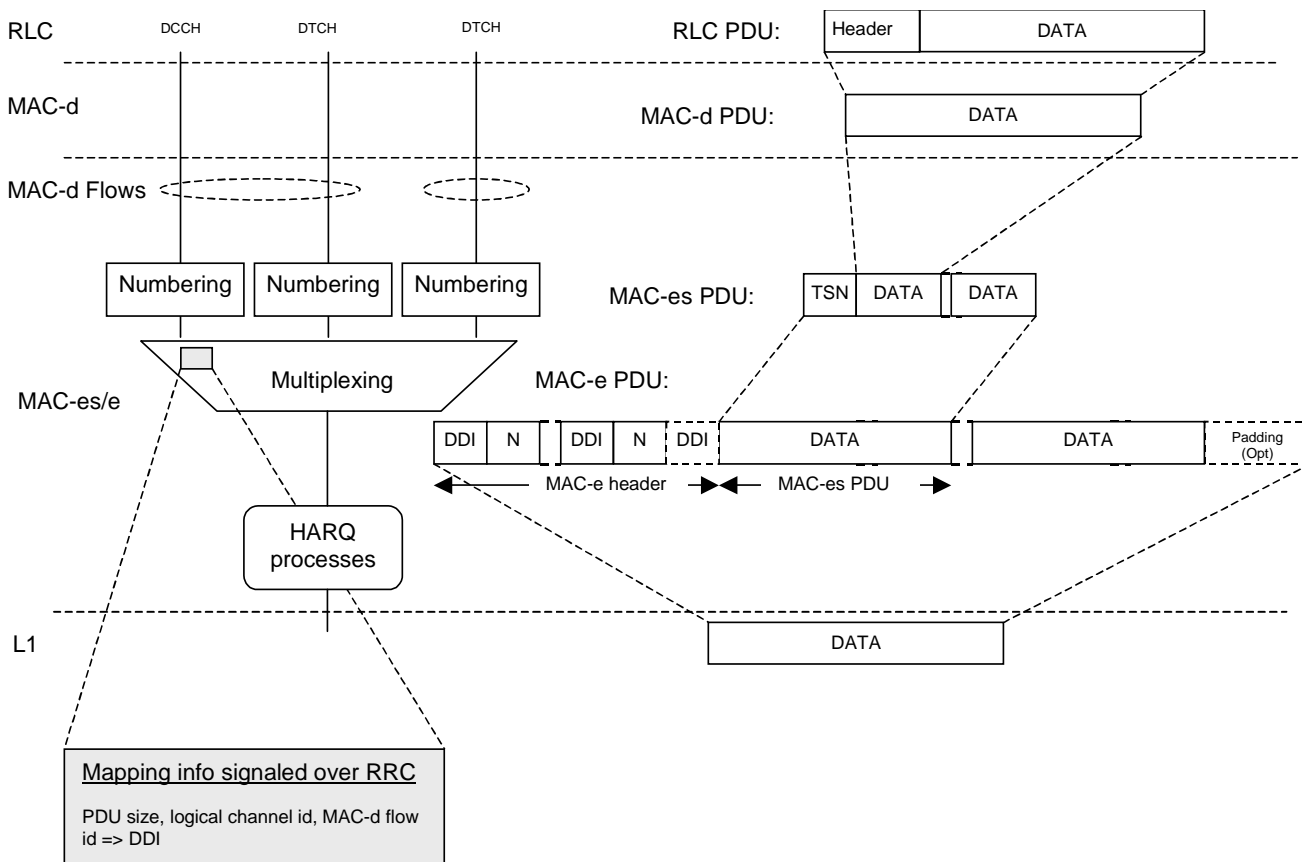 RLC
DCCH
DTCH
DTCH
RLC PDU:
Header
DATA
MAC-d
MAC-d PDU:
DATA
MAC-d Flows
Numbering
Numbering
Numbering
MAC-es PDU:
TSN
DATA
DATA
Multiplexing
MAC-e PDU:
MAC-es/e
DDI
N
DDI
N
DDI
DATA
DATA
Padding
(Opt)
MAC-e header
MAC-es PDU
HARQ
processes
L1
DATA
Mapping info signaled over RRC
PDU size, logical channel id, MAC-d flow
id => DDI